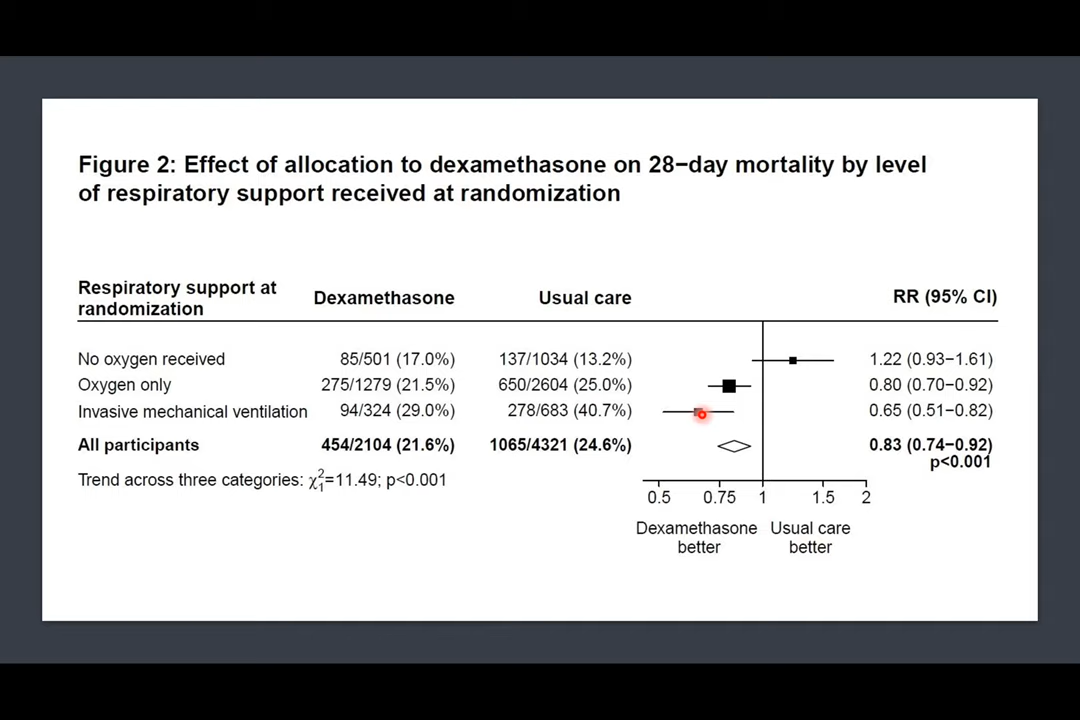 Figure 2: Effect of allocation to dexamethasone on 28−day mortality by level
of respiratory support received at randomization
Respiratory support at
randomization
Dexamethasone Usual care RR (95% CI)
No oxygen received 85/501 (17.0%) 137/1034 (13.2%) 1.22 (0.93−1.61)
Oxygen only 275/1279 (21.5%) 650/2604 (25.0%) 0.80 (0.70−0.92)
Invasive mechanical ventilation 94/324 (29.0%) 278/683 (40.7%) 0.65 (0.51−0.82)
All participants 454/2104 (21.6%) 1065/4321 (24.6%) 0.83 (0.74−0.92)
p<0.001
Trend across three categories: χ²₁=11.49; p<0.001
0.5 0.75 1 1.5 2
Dexamethasone Usual care
better better